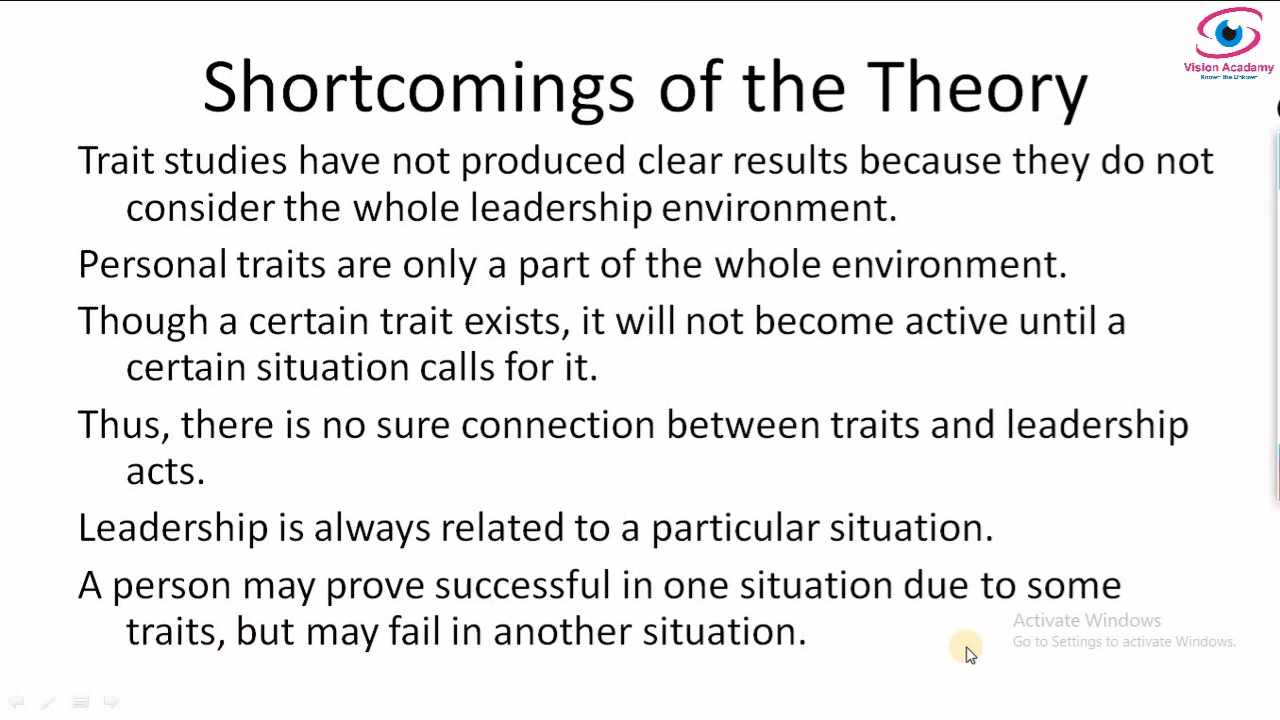 Vision Academy
Known the Unkown
Shortcomings of the Theory
Trait studies have not produced clear results because they do not
consider the whole leadership environment.
Personal traits are only a part of the whole environment.
Though a certain trait exists, it will not become active until a
certain situation calls for it.
Thus, there is no sure connection between traits and leadership
acts.
Leadership is always related to a particular situation.
A person may prove successful in one situation due to some
traits, but may fail in another situation.
Activate Windows
Go to Settings to activate Windows.